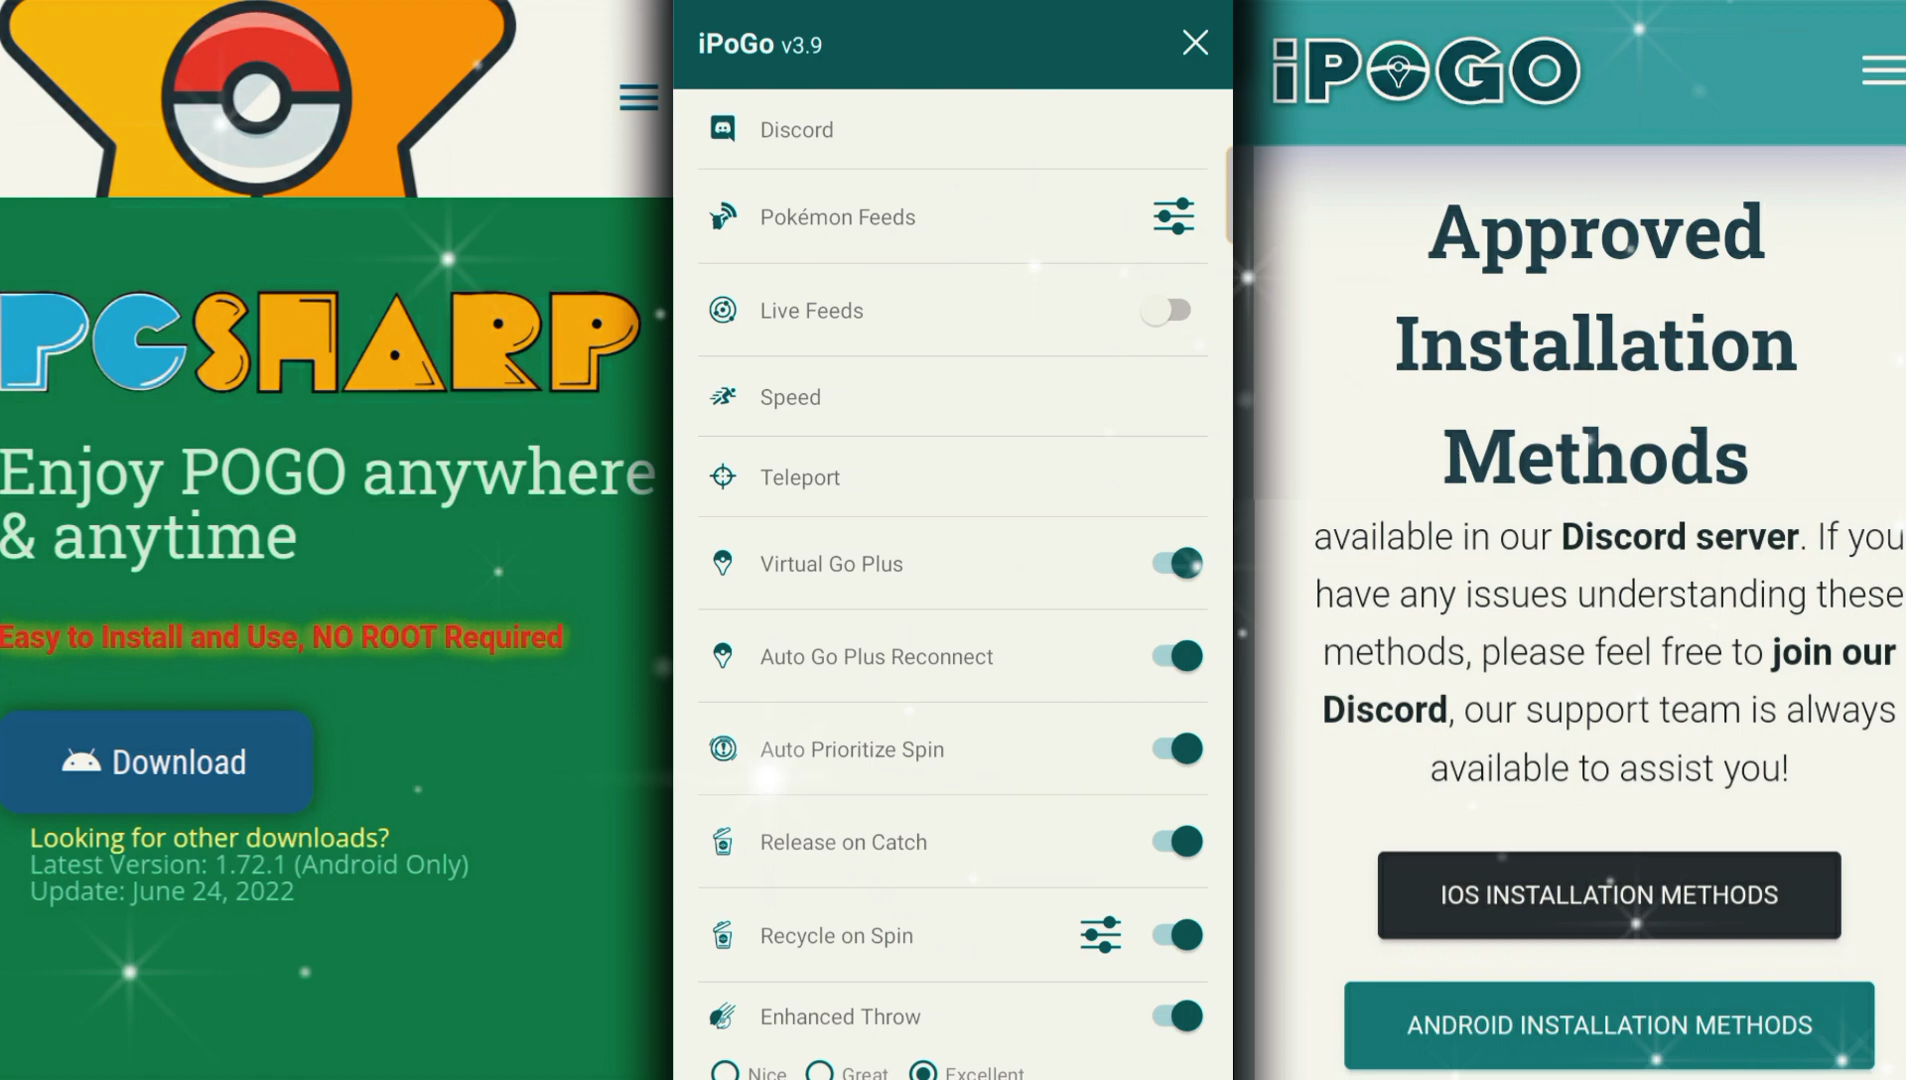 PGSHARP
Enjoy POGO anywhere
& anytime
Easy to Install and Use, NO ROOT Required
Download
Looking for other downloads?
Latest Version: 1.72.1 (Android Only)
Update: June 24, 2022
iPoGo v3.9
Discord
Pokémon Feeds
Live Feeds
Speed
Teleport
Virtual Go Plus
Auto Go Plus Reconnect
Auto Prioritize Spin
Release on Catch
Recycle on Spin
Enhanced Throw
Nice Great Excellent
iPOGO
Approved
Installation
Methods
available in our Discord server. If you
have any issues understanding these
methods, please feel free to join our
Discord, our support team is always
available to assist you!
IOS INSTALLATION METHODS
ANDROID INSTALLATION METHODS